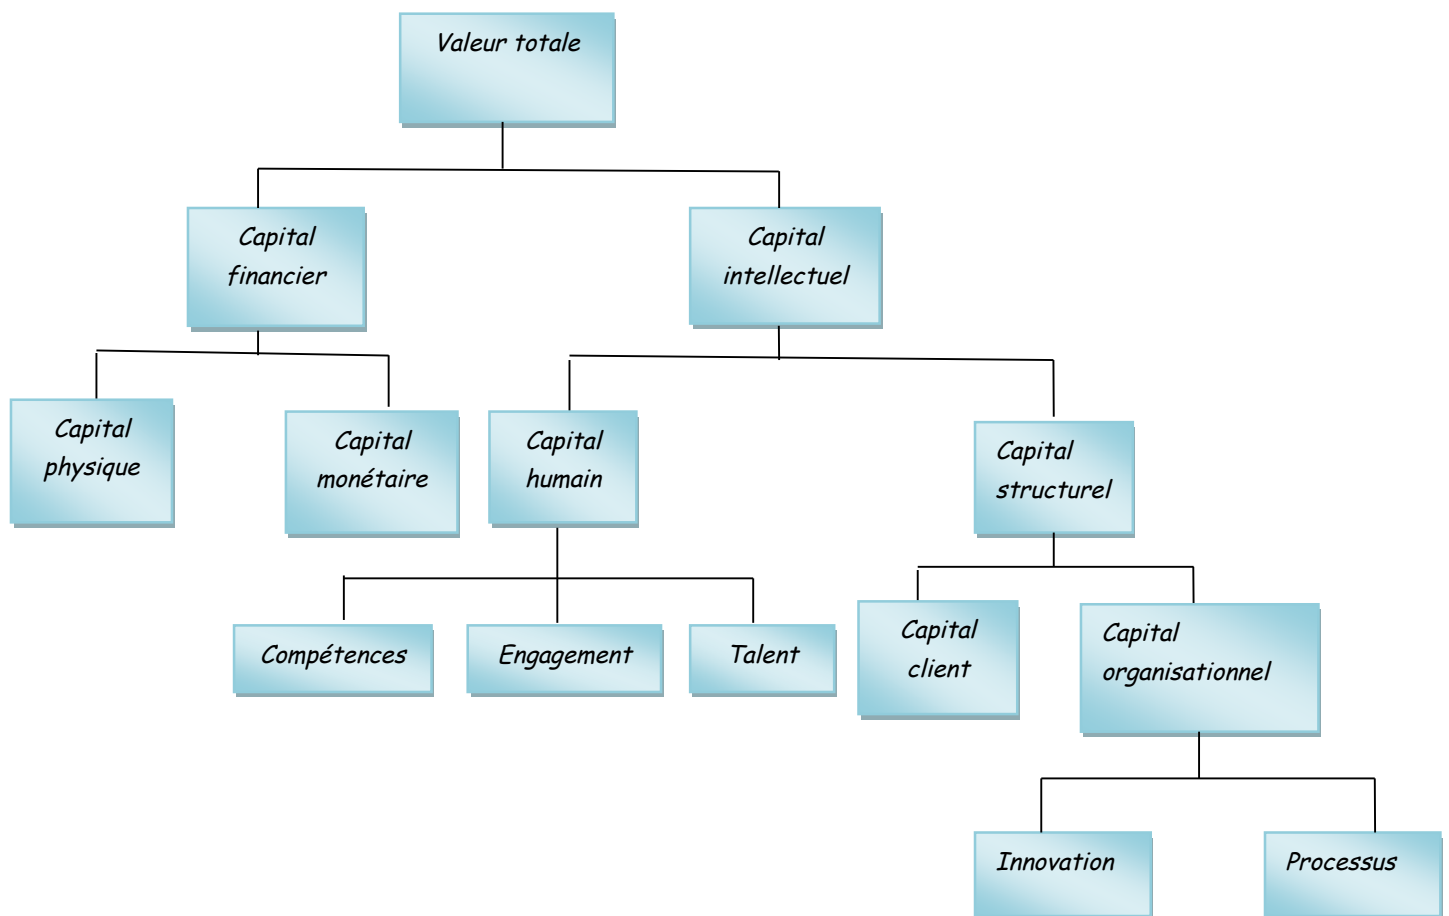 Valeur totale
Capital
financier
Capital
intellectuel
Capital
physique
Capital
monétaire
Capital
humain
Capital
structurel
Compétences
Engagement
Talent
Capital
client
Capital
organisationnel
Innovation
Processus